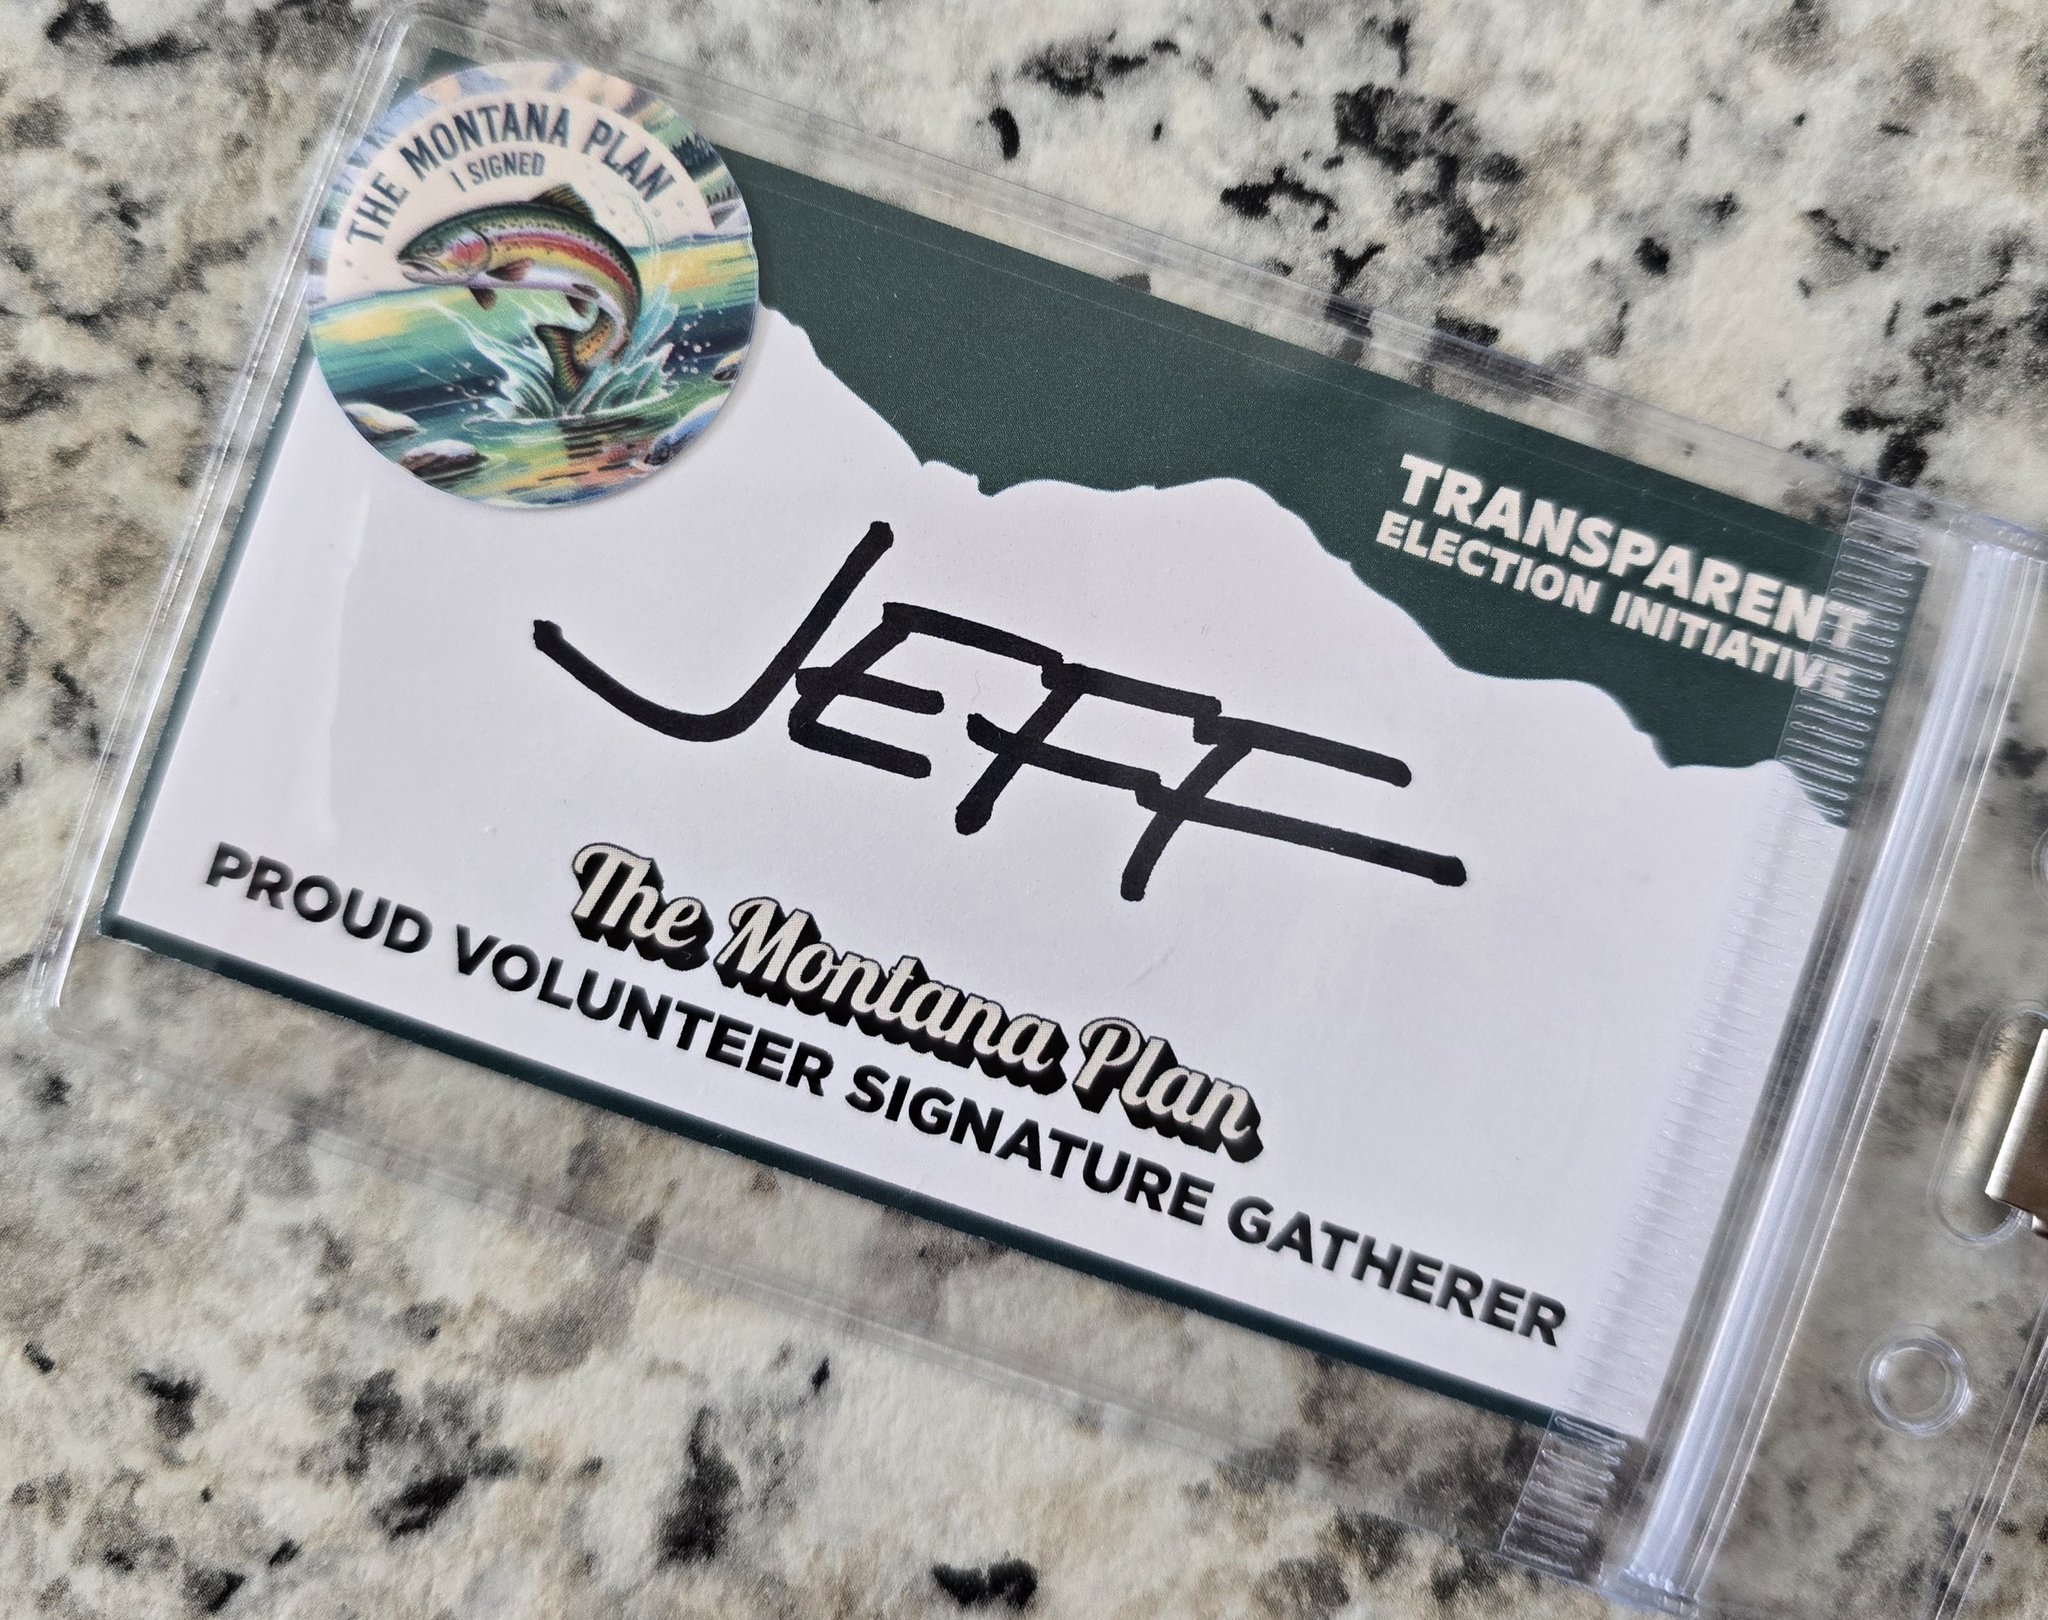 THE MONTANA PLAN
I SIGNED
TRANSPARENT
ELECTION INITIATIVE
JEFF
The Montana Plan
PROUD VOLUNTEER SIGNATURE GATHERER